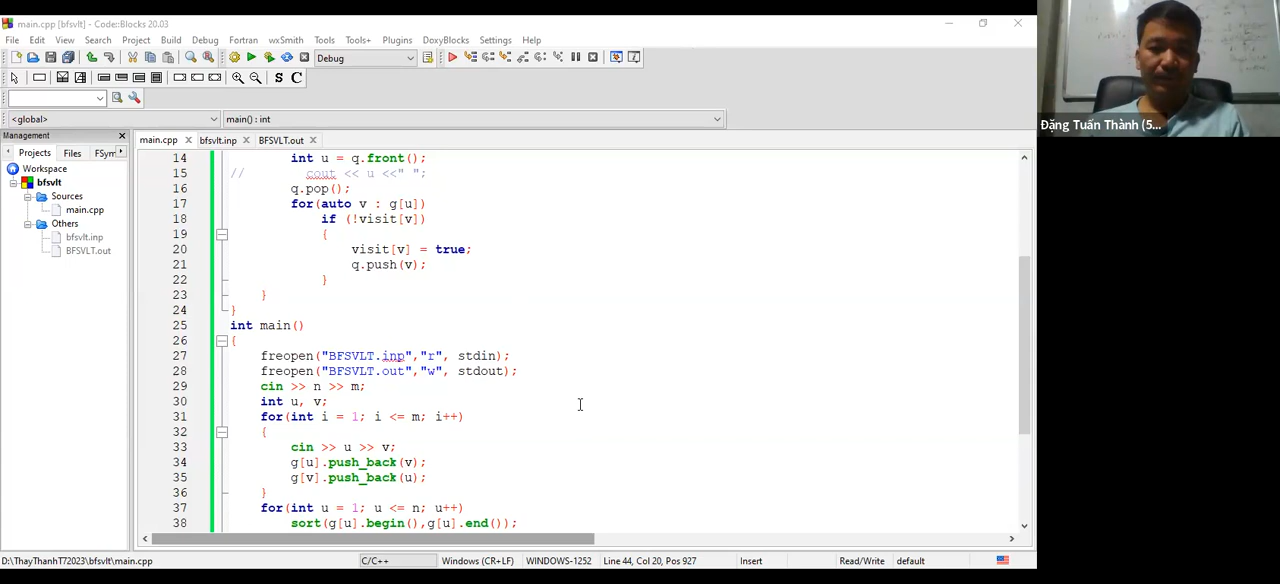 main.cpp [bfsvlt] - Code::Blocks 20.03
File Edit View Search Project Build Debug Fortran wxSmith Tools Tools+ Plugins DoxyBlocks Settings Help
Debug
S C
<global>
main() : int
Management
Projects Files FSym
Workspace
bfsvlt
Sources
main.cpp
Others
bfsvlt.inp
BFSVLT.out
main.cpp bfsvlt.inp BFSVLT.out
14 int u = q.front();
15 // cout << u <<" ";
16 q.pop();
17 for(auto v : g[u])
18 if (!visit[v])
19 {
20 visit[v] = true;
21 q.push(v);
22 }
23 }
24 }
25 int main()
26 {
27 freopen("BFSVLT.inp","r", stdin);
28 freopen("BFSVLT.out","w", stdout);
29 cin >> n >> m;
30 int u, v;
31 for(int i = 1; i <= m; i++)
32 {
33 cin >> u >> v;
34 g[u].push_back(v);
35 g[v].push_back(u);
36 }
37 for(int u = 1; u <= n; u++)
38 sort(g[u].begin(),g[u].end());
D:\ThayThanhT72023\bfsvlt\main.cpp C/C++ Windows (CR+LF) WINDOWS-1252 Line 44, Col 20, Pos 927 Insert Read/Write default
Đặng Tuấn Thành (5...